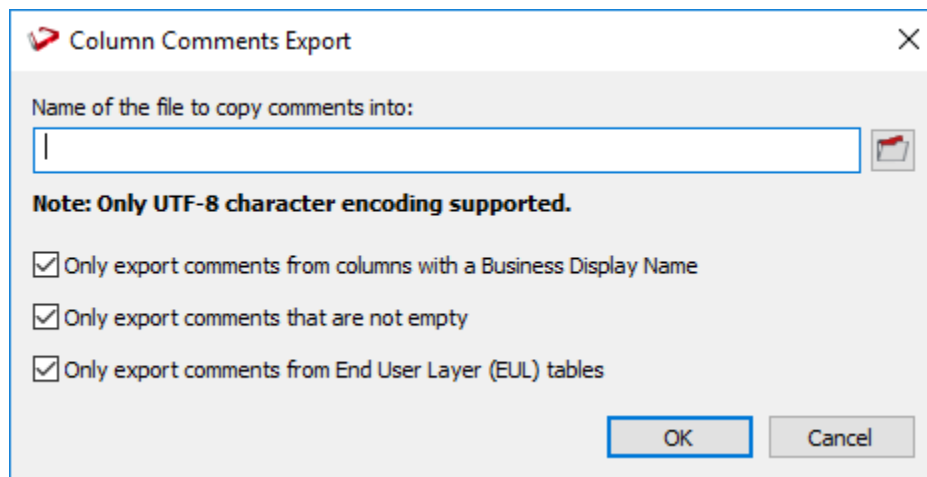 Column Comments Export
Name of the file to copy comments into:
Note: Only UTF-8 character encoding supported.
Only export comments from columns with a Business Display Name
Only export comments that are not empty
Only export comments from End User Layer (EUL) tables
OK Cancel